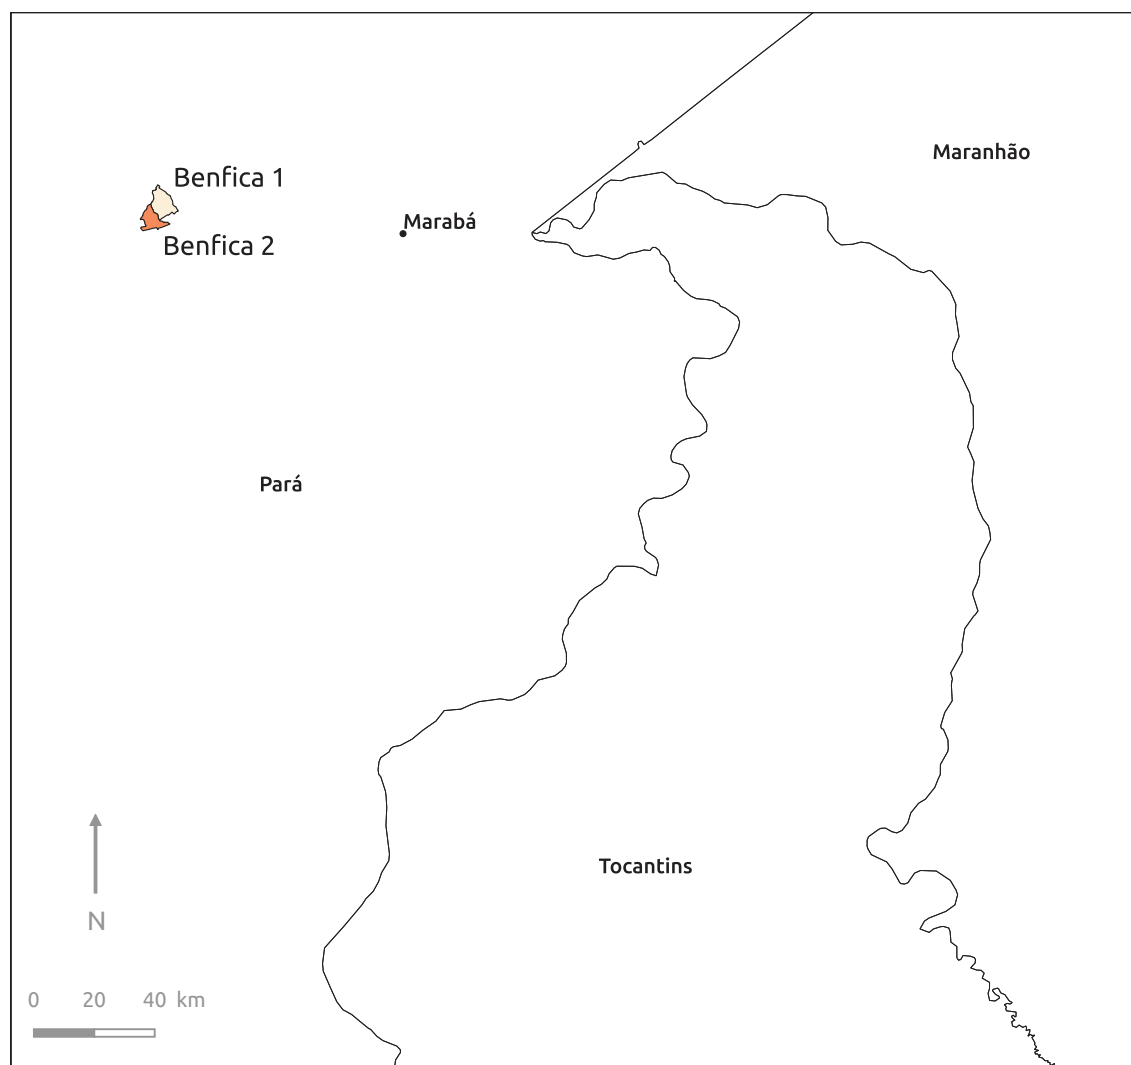 Maranhão
Benfica 1
Marabá
Benfica 2
Pará
Tocantins
N
0 20 40 km